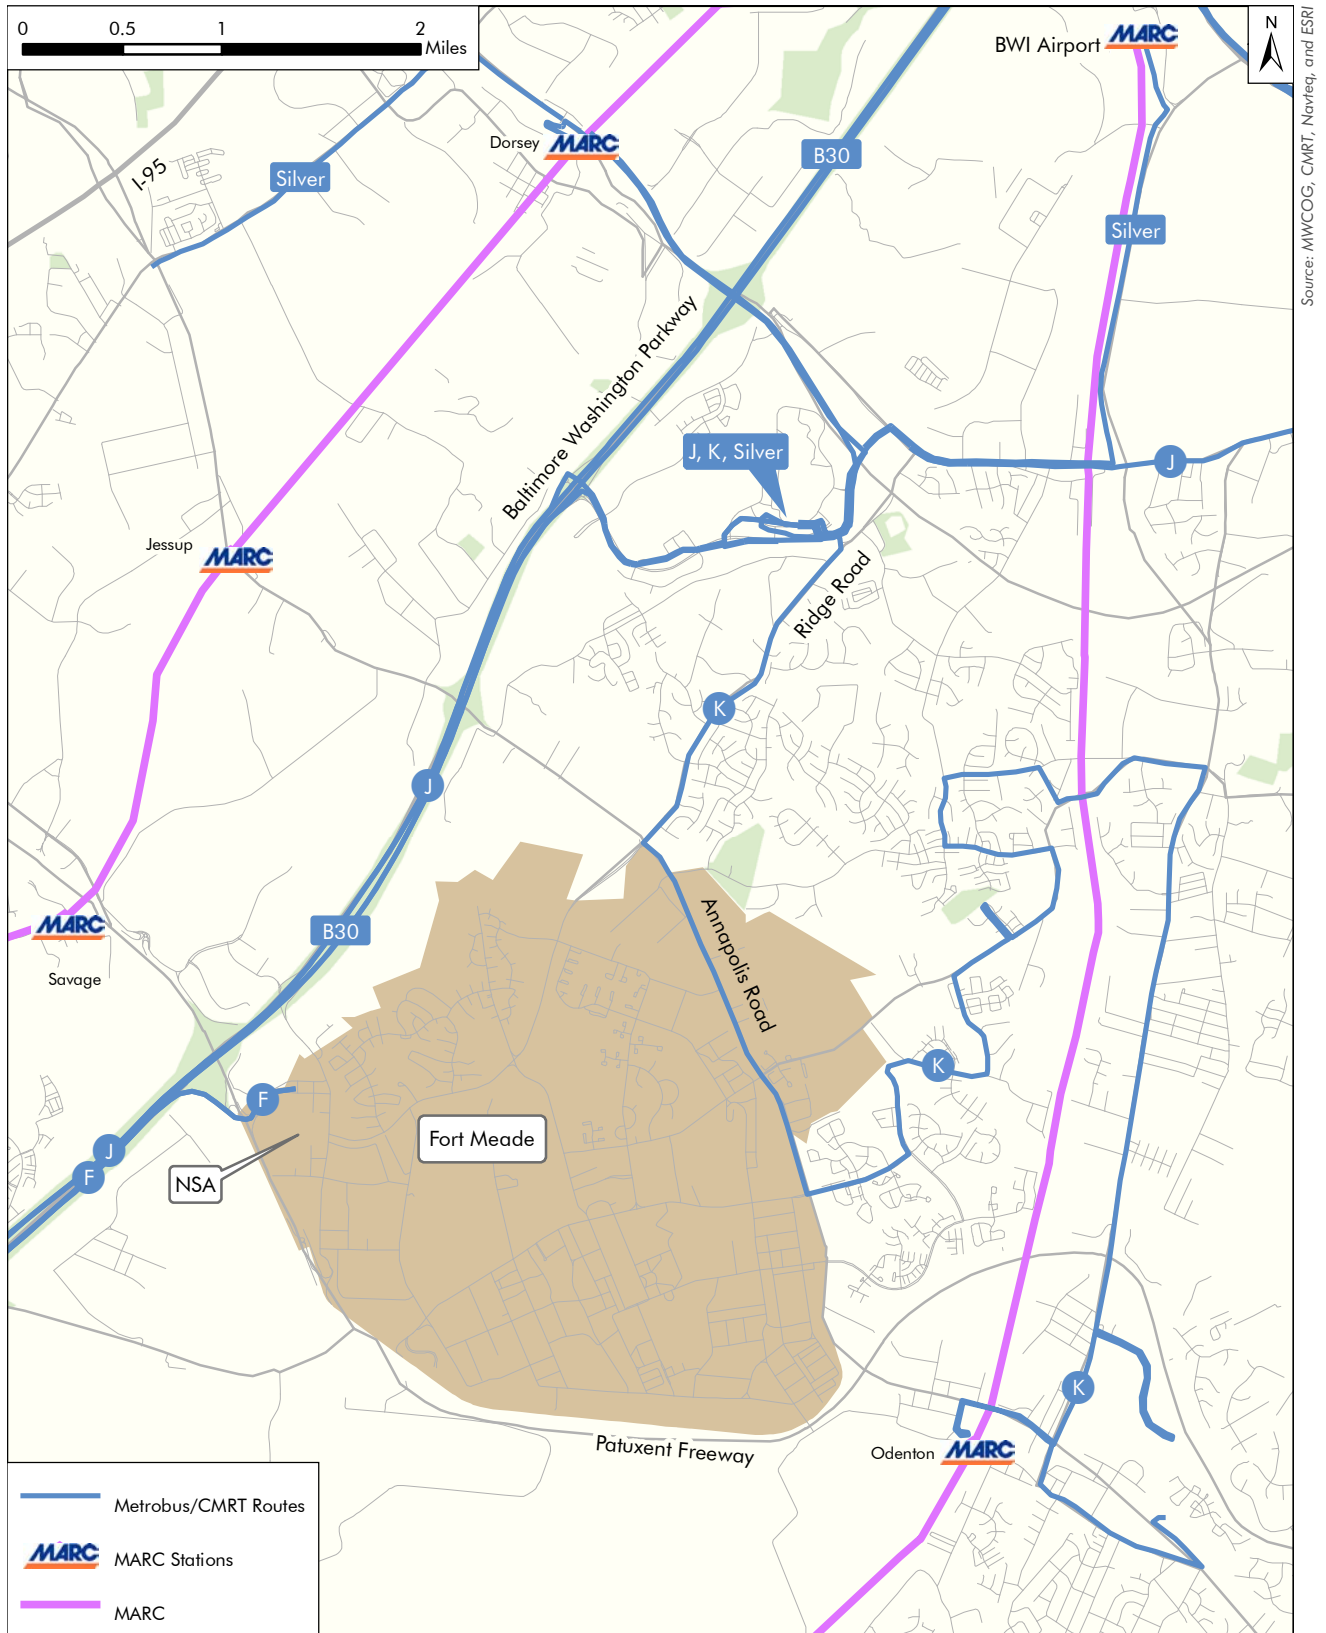 0 0.5 1 2
Miles
N
Source: MWCOG, CMRT, Navteq, and ESRI
BWI Airport MARC
Dorsey MARC
B30
I-95
Silver
Silver
Baltimore Washington Parkway
J, K, Silver
J
Jessup
MARC
Ridge Road
K
J
MARC
Savage
B30
Annapolis Road
K
F
Fort Meade
J
F
NSA
K
Patuxent Freeway
Odenton MARC
Metrobus/CMRT Routes
MARC MARC Stations
MARC